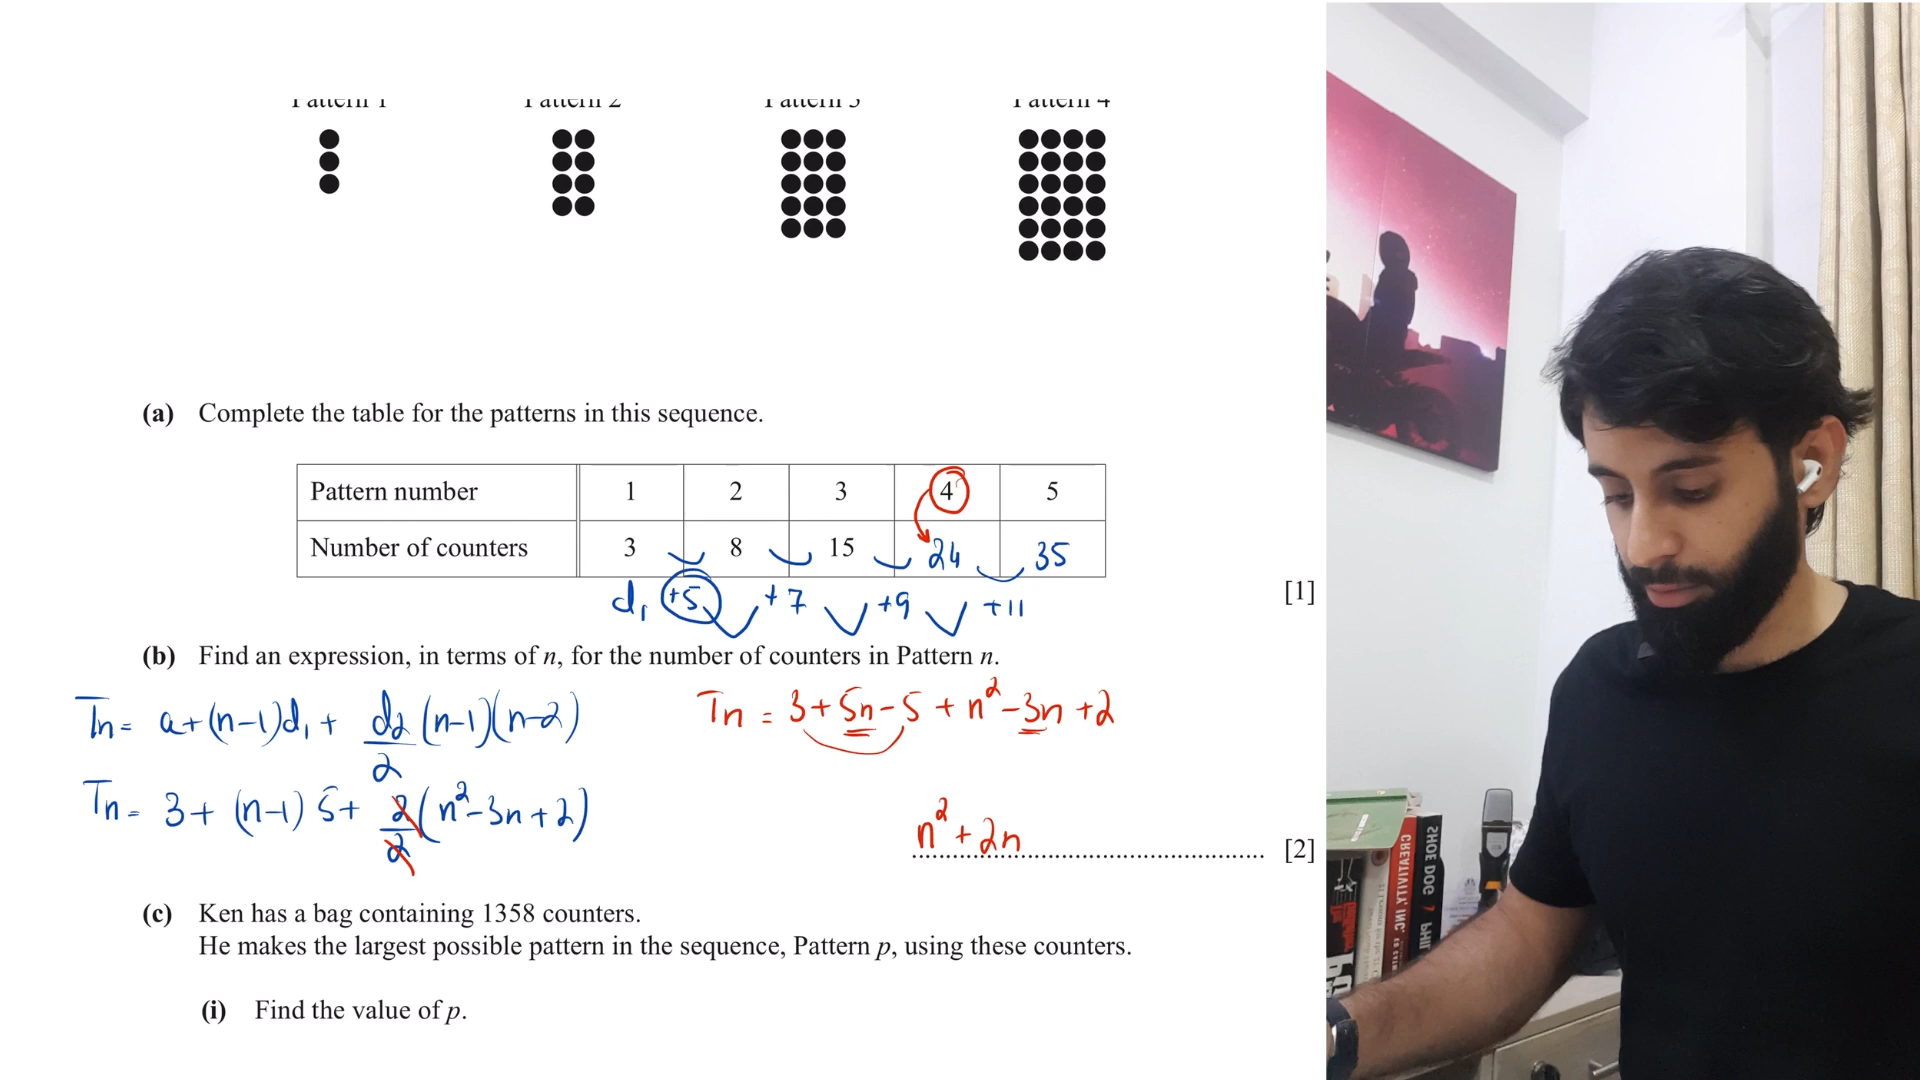 Pattern 1 Pattern 2 Pattern 3 Pattern 4
(a) Complete the table for the patterns in this sequence.
Pattern number 1 2 3 4 5
Number of counters 3 8 15 24 35
d₁ +5 +7 +9 +11
[1]
(b) Find an expression, in terms of n, for the number of counters in Pattern n.
Tn = a+(n-1)d₁ + d₂/2 (n-1)(n-2)
Tn = 3+5n-5+n²-3n+2
Tn = 3+(n-1)5+ 2/2 (n²-3n+2)
n²+2n
[2]
(c) Ken has a bag containing 1358 counters.
He makes the largest possible pattern in the sequence, Pattern p, using these counters.
(i) Find the value of p.
CREATIVITY, INC.
SHOE DOG